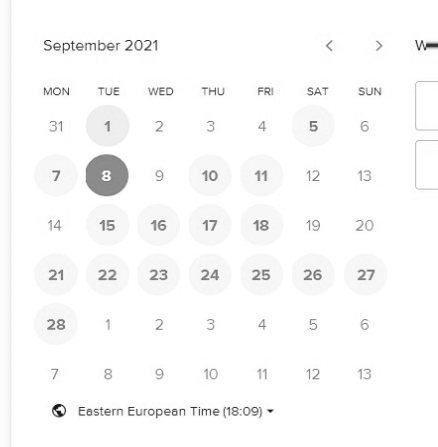 September 2021 < >
MON TUE WED THU FRI SAT SUN
31 1 2 3 4 5 6
7 8 9 10 11 12 13
14 15 16 17 18 19 20
21 22 23 24 25 26 27
28 1 2 3 4 5 6
7 8 9 10 11 12 13
Eastern European Time (18:09)